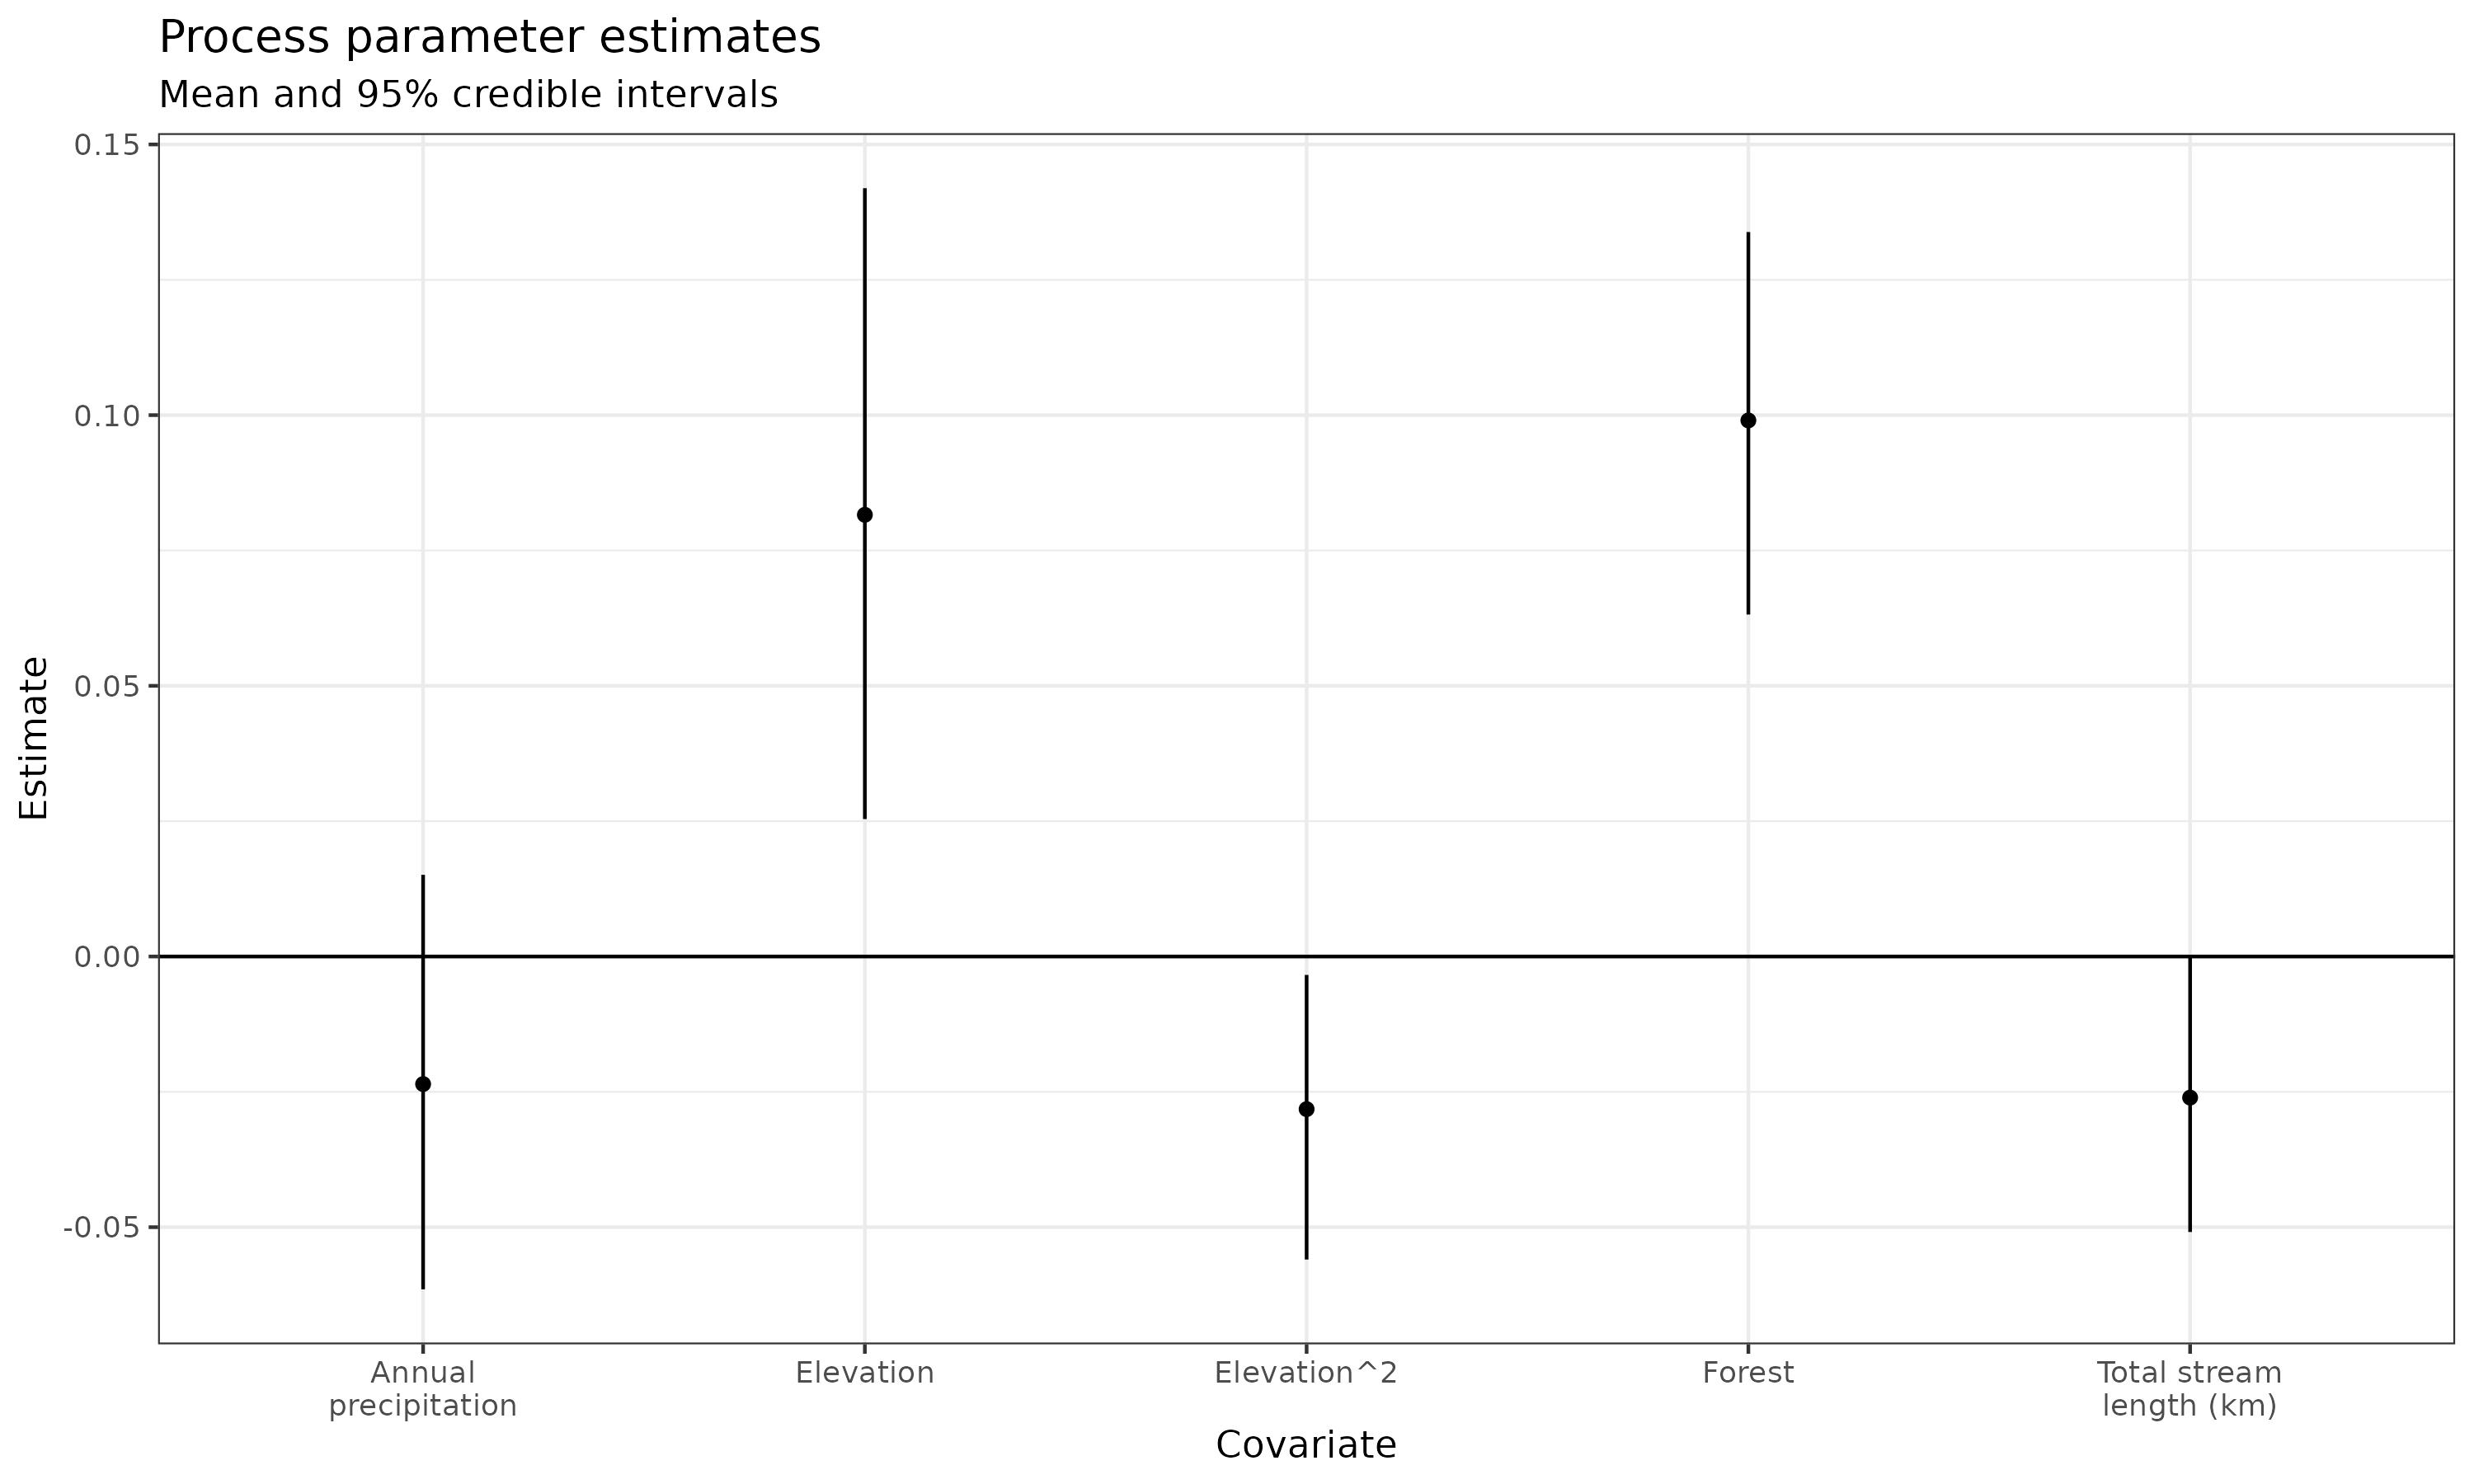 Process parameter estimates
Mean and 95% credible intervals
0.15
0.10
0.05
0.00
-0.05
Estimate
Annual
precipitation
Elevation
Elevation^2
Forest
Total stream
length (km)
Covariate